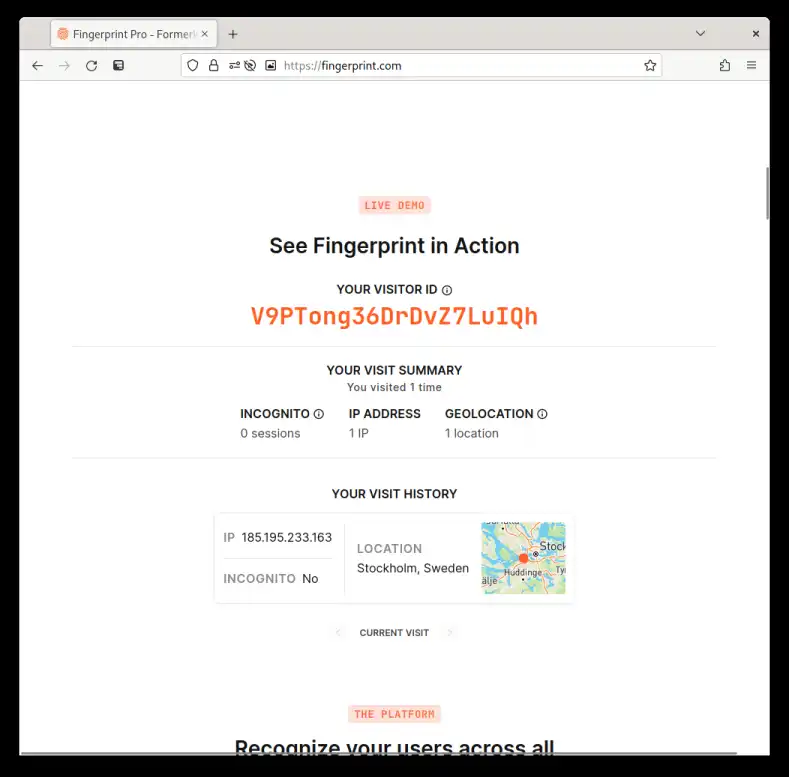 Fingerprint Pro - Formerl
https://fingerprint.com
LIVE DEMO
See Fingerprint in Action
YOUR VISITOR ID
V9PTong36DrDvZ7LuIQh
YOUR VISIT SUMMARY
You visited 1 time
INCOGNITO IP ADDRESS GEOLOCATION
0 sessions 1 IP 1 location
YOUR VISIT HISTORY
IP 185.195.233.163
INCOGNITO No
LOCATION
Stockholm, Sweden
Stock
Huddinge
Ty
älje
CURRENT VISIT
THE PLATFORM
Recognize your users across all